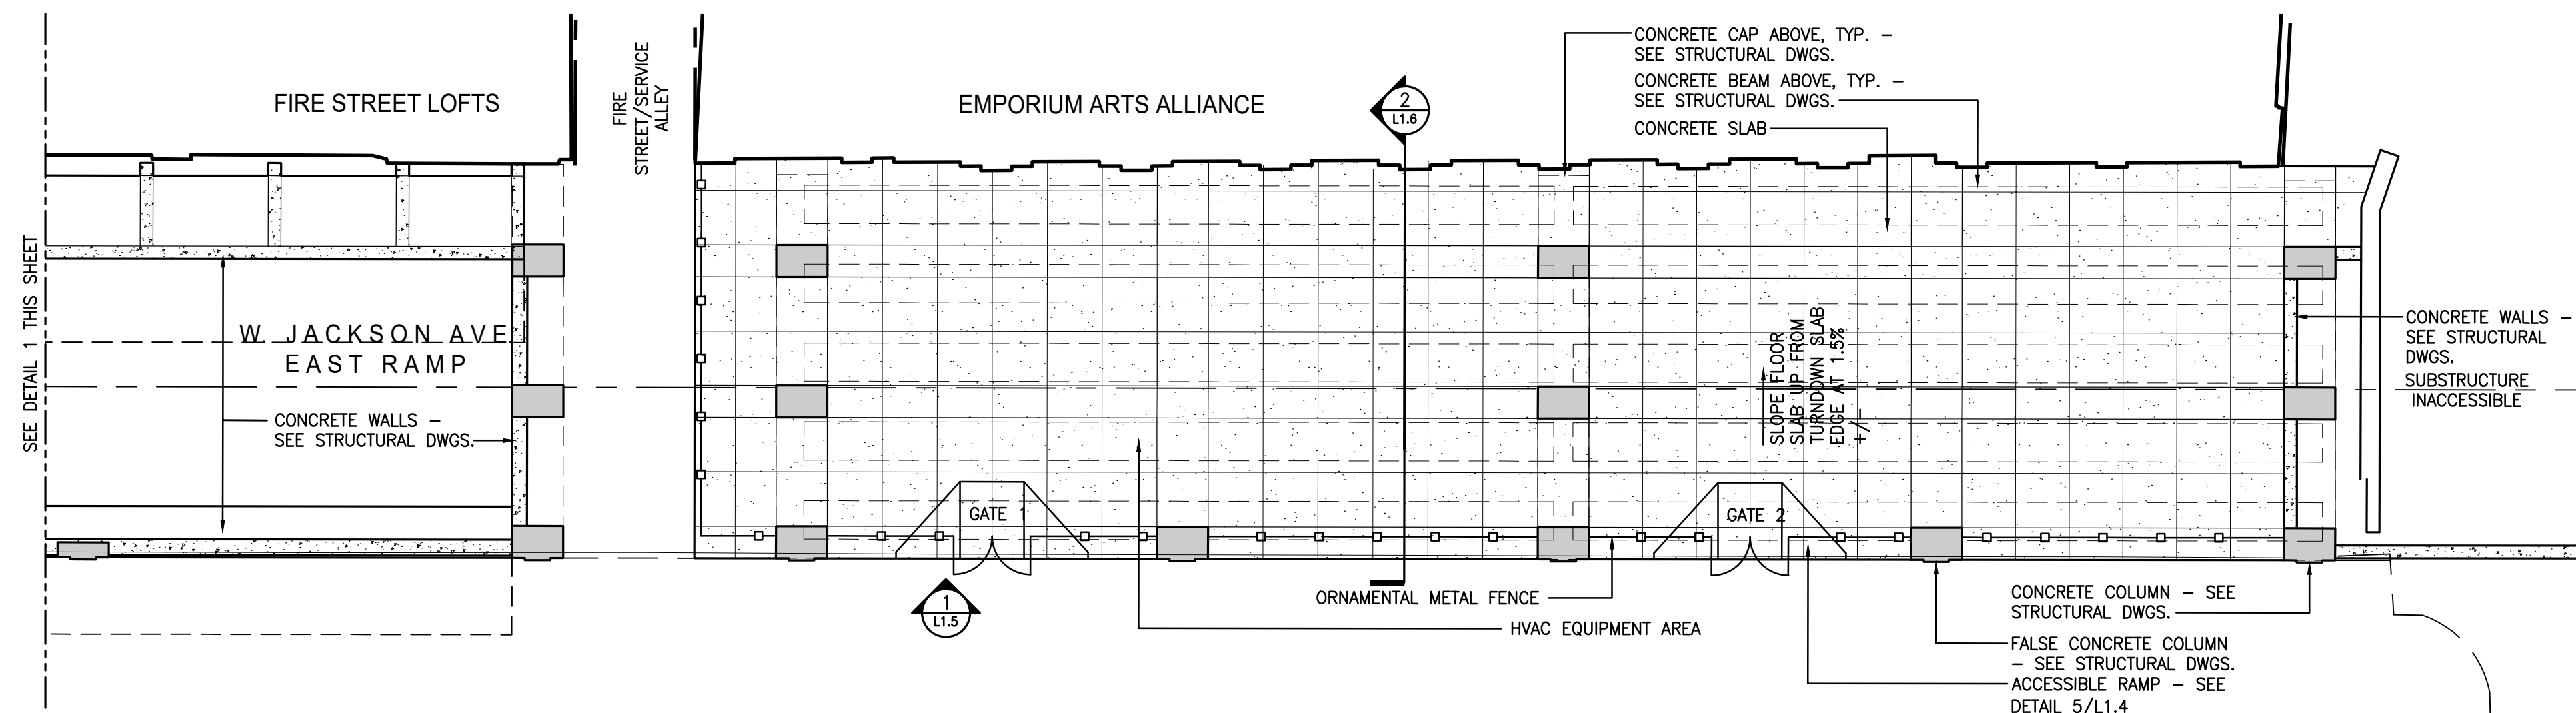 SEE DETAIL 1 THIS SHEET
FIRE STREET LOFTS
FIRE
STREET/SERVICE
ALLEY
EMPORIUM ARTS ALLIANCE
2
L1.6
CONCRETE CAP ABOVE, TYP. –
SEE STRUCTURAL DWGS.
CONCRETE BEAM ABOVE, TYP. –
SEE STRUCTURAL DWGS.
CONCRETE SLAB
W. JACKSON AVE
EAST RAMP
CONCRETE WALLS –
SEE STRUCTURAL DWGS.
SLOPE FLOOR
SLAB UP FROM
TURNDOWN SLAB
EDGE AT 1.5%
+/–
CONCRETE WALLS –
SEE STRUCTURAL
DWGS.
SUBSTRUCTURE
INACCESSIBLE
GATE 1
GATE 2
1
L1.5
ORNAMENTAL METAL FENCE
HVAC EQUIPMENT AREA
CONCRETE COLUMN – SEE
STRUCTURAL DWGS.
FALSE CONCRETE COLUMN
– SEE STRUCTURAL DWGS.
ACCESSIBLE RAMP – SEE
DETAIL 5/L1.4